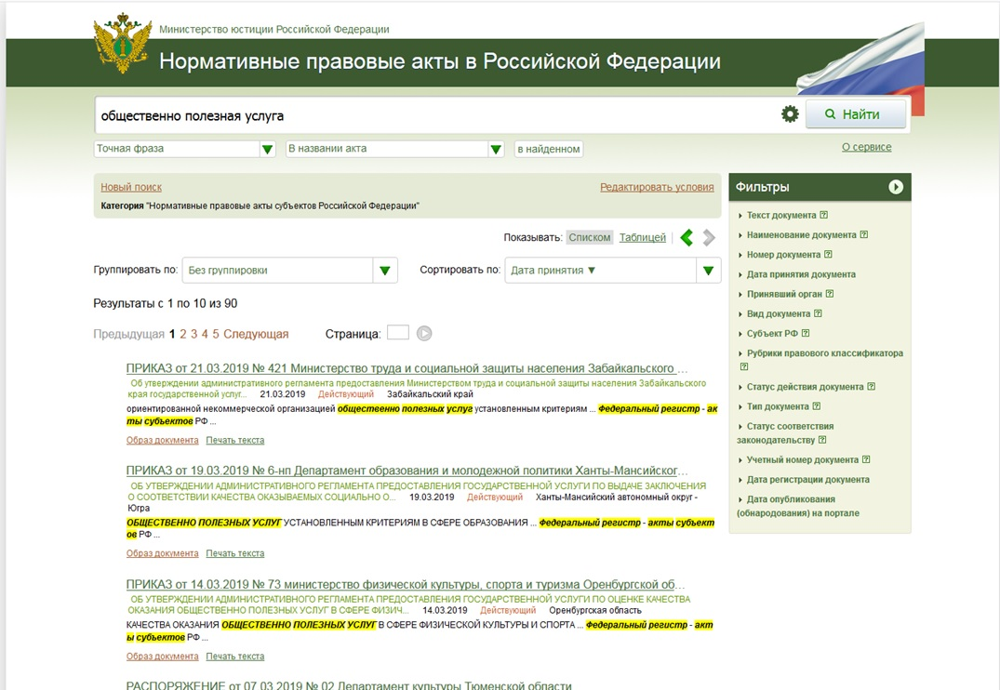 Министерство юстиции Российской Федерации
Нормативные правовые акты в Российской Федерации
общественно полезная услуга
Найти
Точная фраза
В названии акта
в найденном
О сервисе
Новый поиск
Редактировать условия
Категория "Нормативные правовые акты субъектов Российской Федерации"
Показывать: Списком Таблицей
Группировать по: Без группировки
Сортировать по: Дата принятия ▼
Результаты с 1 по 10 из 90
Предыдущая 1 2 3 4 5 Следующая
Страница:
ПРИКАЗ от 21.03.2019 № 421 Министерство труда и социальной защиты населения Забайкальского ...
Об утверждении административного регламента предоставления Министерством труда и социальной защиты населения Забайкальского
края государственной услуг... 21.03.2019 Действующий Забайкальский край
ориентированной некоммерческой организацией общественно полезных услуг установленным критериям ... Федеральный регистр - ак
ты субъектов РФ ...
Образ документа Печать текста
ПРИКАЗ от 19.03.2019 № 6-нп Департамент образования и молодежной политики Ханты-Мансийског...
ОБ УТВЕРЖДЕНИИ АДМИНИСТРАТИВНОГО РЕГЛАМЕНТА ПРЕДОСТАВЛЕНИЯ ГОСУДАРСТВЕННОЙ УСЛУГИ ПО ВЫДАЧЕ ЗАКЛЮЧЕНИЯ
О СООТВЕТСТВИИ КАЧЕСТВА ОКАЗЫВАЕМЫХ СОЦИАЛЬНО О... 19.03.2019 Действующий Ханты-Мансийский автономный округ -
Югра
ОБЩЕСТВЕННО ПОЛЕЗНЫХ УСЛУГ УСТАНОВЛЕННЫМ КРИТЕРИЯМ В СФЕРЕ ОБРАЗОВАНИЯ ... Федеральный регистр - акты субъект
ов РФ ...
Образ документа Печать текста
ПРИКАЗ от 14.03.2019 № 73 министерство физической культуры, спорта и туризма Оренбургской об...
ОБ УТВЕРЖДЕНИИ АДМИНИСТРАТИВНОГО РЕГЛАМЕНТА ПРЕДОСТАВЛЕНИЯ ГОСУДАРСТВЕННОЙ УСЛУГИ ПО ОЦЕНКЕ КАЧЕСТВА
ОКАЗАНИЯ ОБЩЕСТВЕННО ПОЛЕЗНЫХ УСЛУГ В СФЕРЕ ФИЗИЧ... 14.03.2019 Действующий Оренбургская область
КАЧЕСТВА ОКАЗАНИЯ ОБЩЕСТВЕННО ПОЛЕЗНЫХ УСЛУГ В СФЕРЕ ФИЗИЧЕСКОЙ КУЛЬТУРЫ И СПОРТА ... Федеральный регистр - акт
ы субъектов РФ ...
Образ документа Печать текста
РАСПОРЯЖЕНИЕ от 07.03.2019 № 02 Департамент культуры Тюменской области
Фильтры
Текст документа [?]
Наименование документа [?]
Номер документа [?]
Дата принятия документа
Принявший орган [?]
Вид документа [?]
Субъект РФ [?]
Рубрики правового классификатора
[?]
Статус действия документа [?]
Тип документа [?]
Статус соответствия
законодательству [?]
Учетный номер документа [?]
Дата регистрации документа
Дата опубликования
(обнародования) на портале